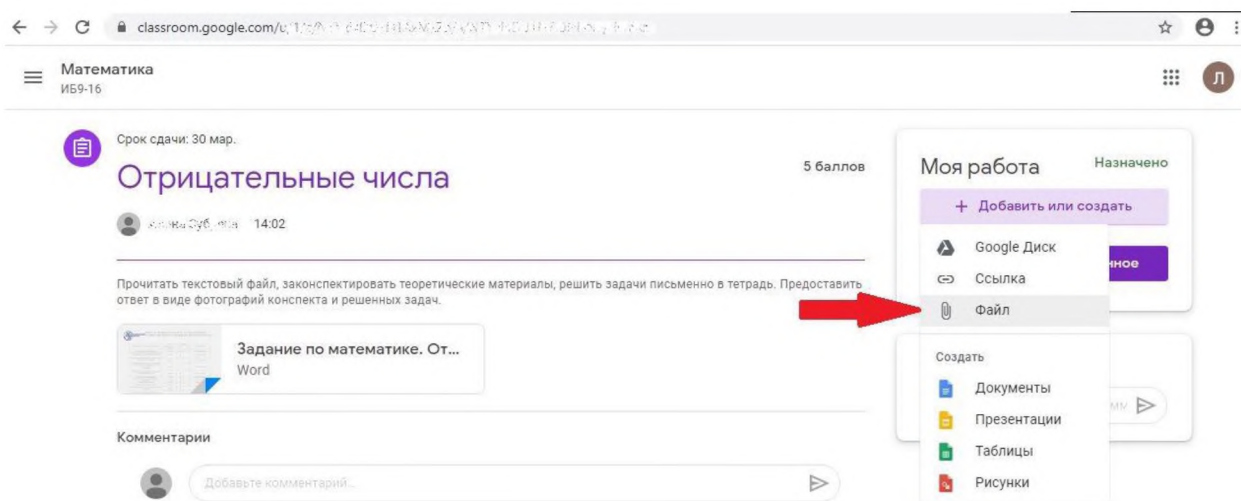 classroom.google.com/u
Математика
ИБ9-16
Л
Срок сдачи: 30 мар.
Отрицательные числа
5 баллов
14:02
Прочитать текстовый файл, законспектировать теоретические материалы, решить задачи письменно в тетрадь. Предоставить
ответ в виде фотографий конспекта и решенных задач.
Задание по математике. От...
Word
Комментарии
Добавьте комментарий...
Моя работа
Назначено
+ Добавить или создать
Google Диск
Ссылка
Файл
Создать
Документы
Презентации
Таблицы
Рисунки